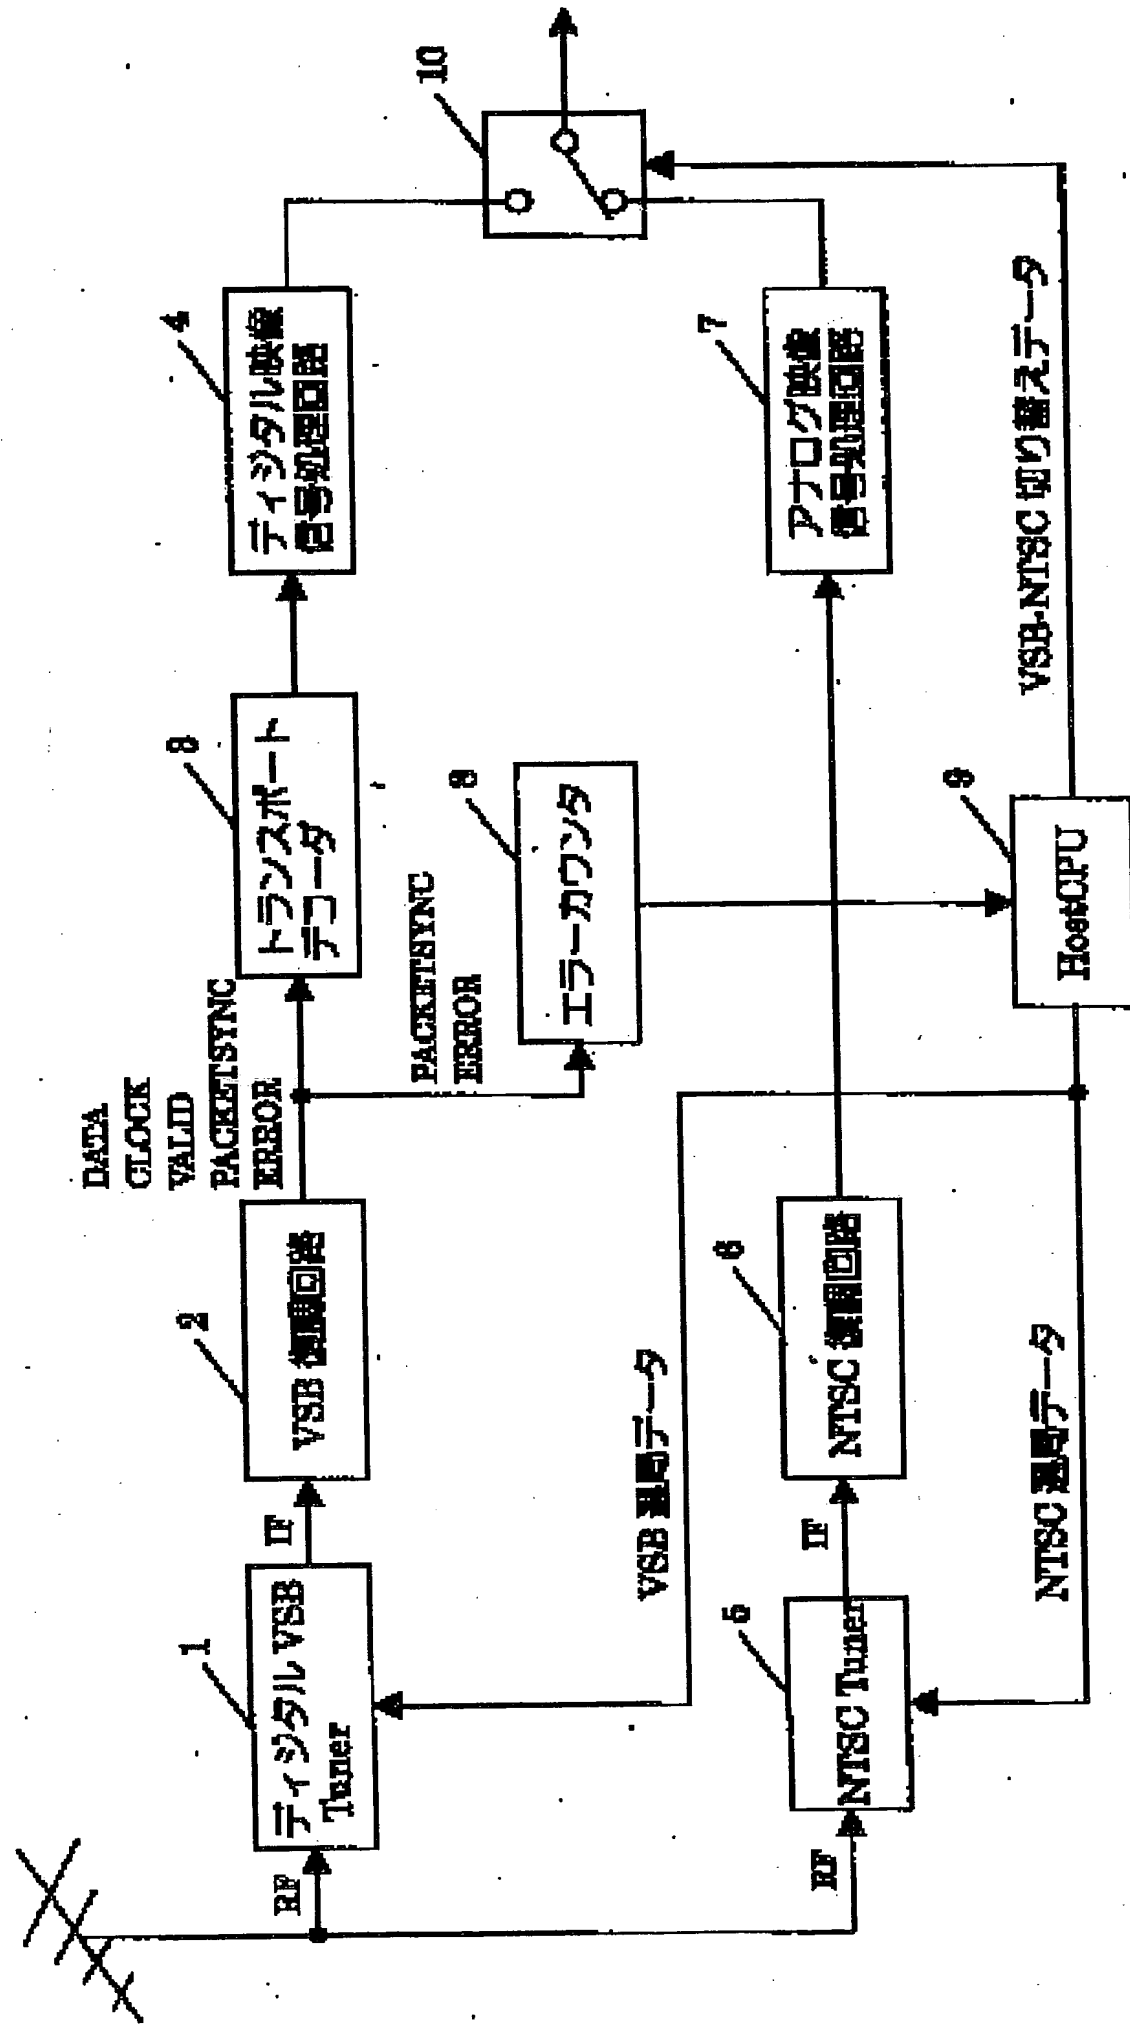 RF
1
ディジタル VSB
Tuner
IF
2
VSB 復調回路
DATA
CLOCK
VALID
PACKETSYNC
ERROR
3
トランスポート
デコーダ
4
ディジタル映像
信号処理回路
10
PACKETSYNC
ERROR
8
エラーカウンタ
VSB 選局データ
RF
5
NTSC Tuner
IF
6
NTSC 復調回路
7
アナログ映像
信号処理回路
NTSC 選局データ
9
HostCPU
VSB-NTSC 切り替えデータ